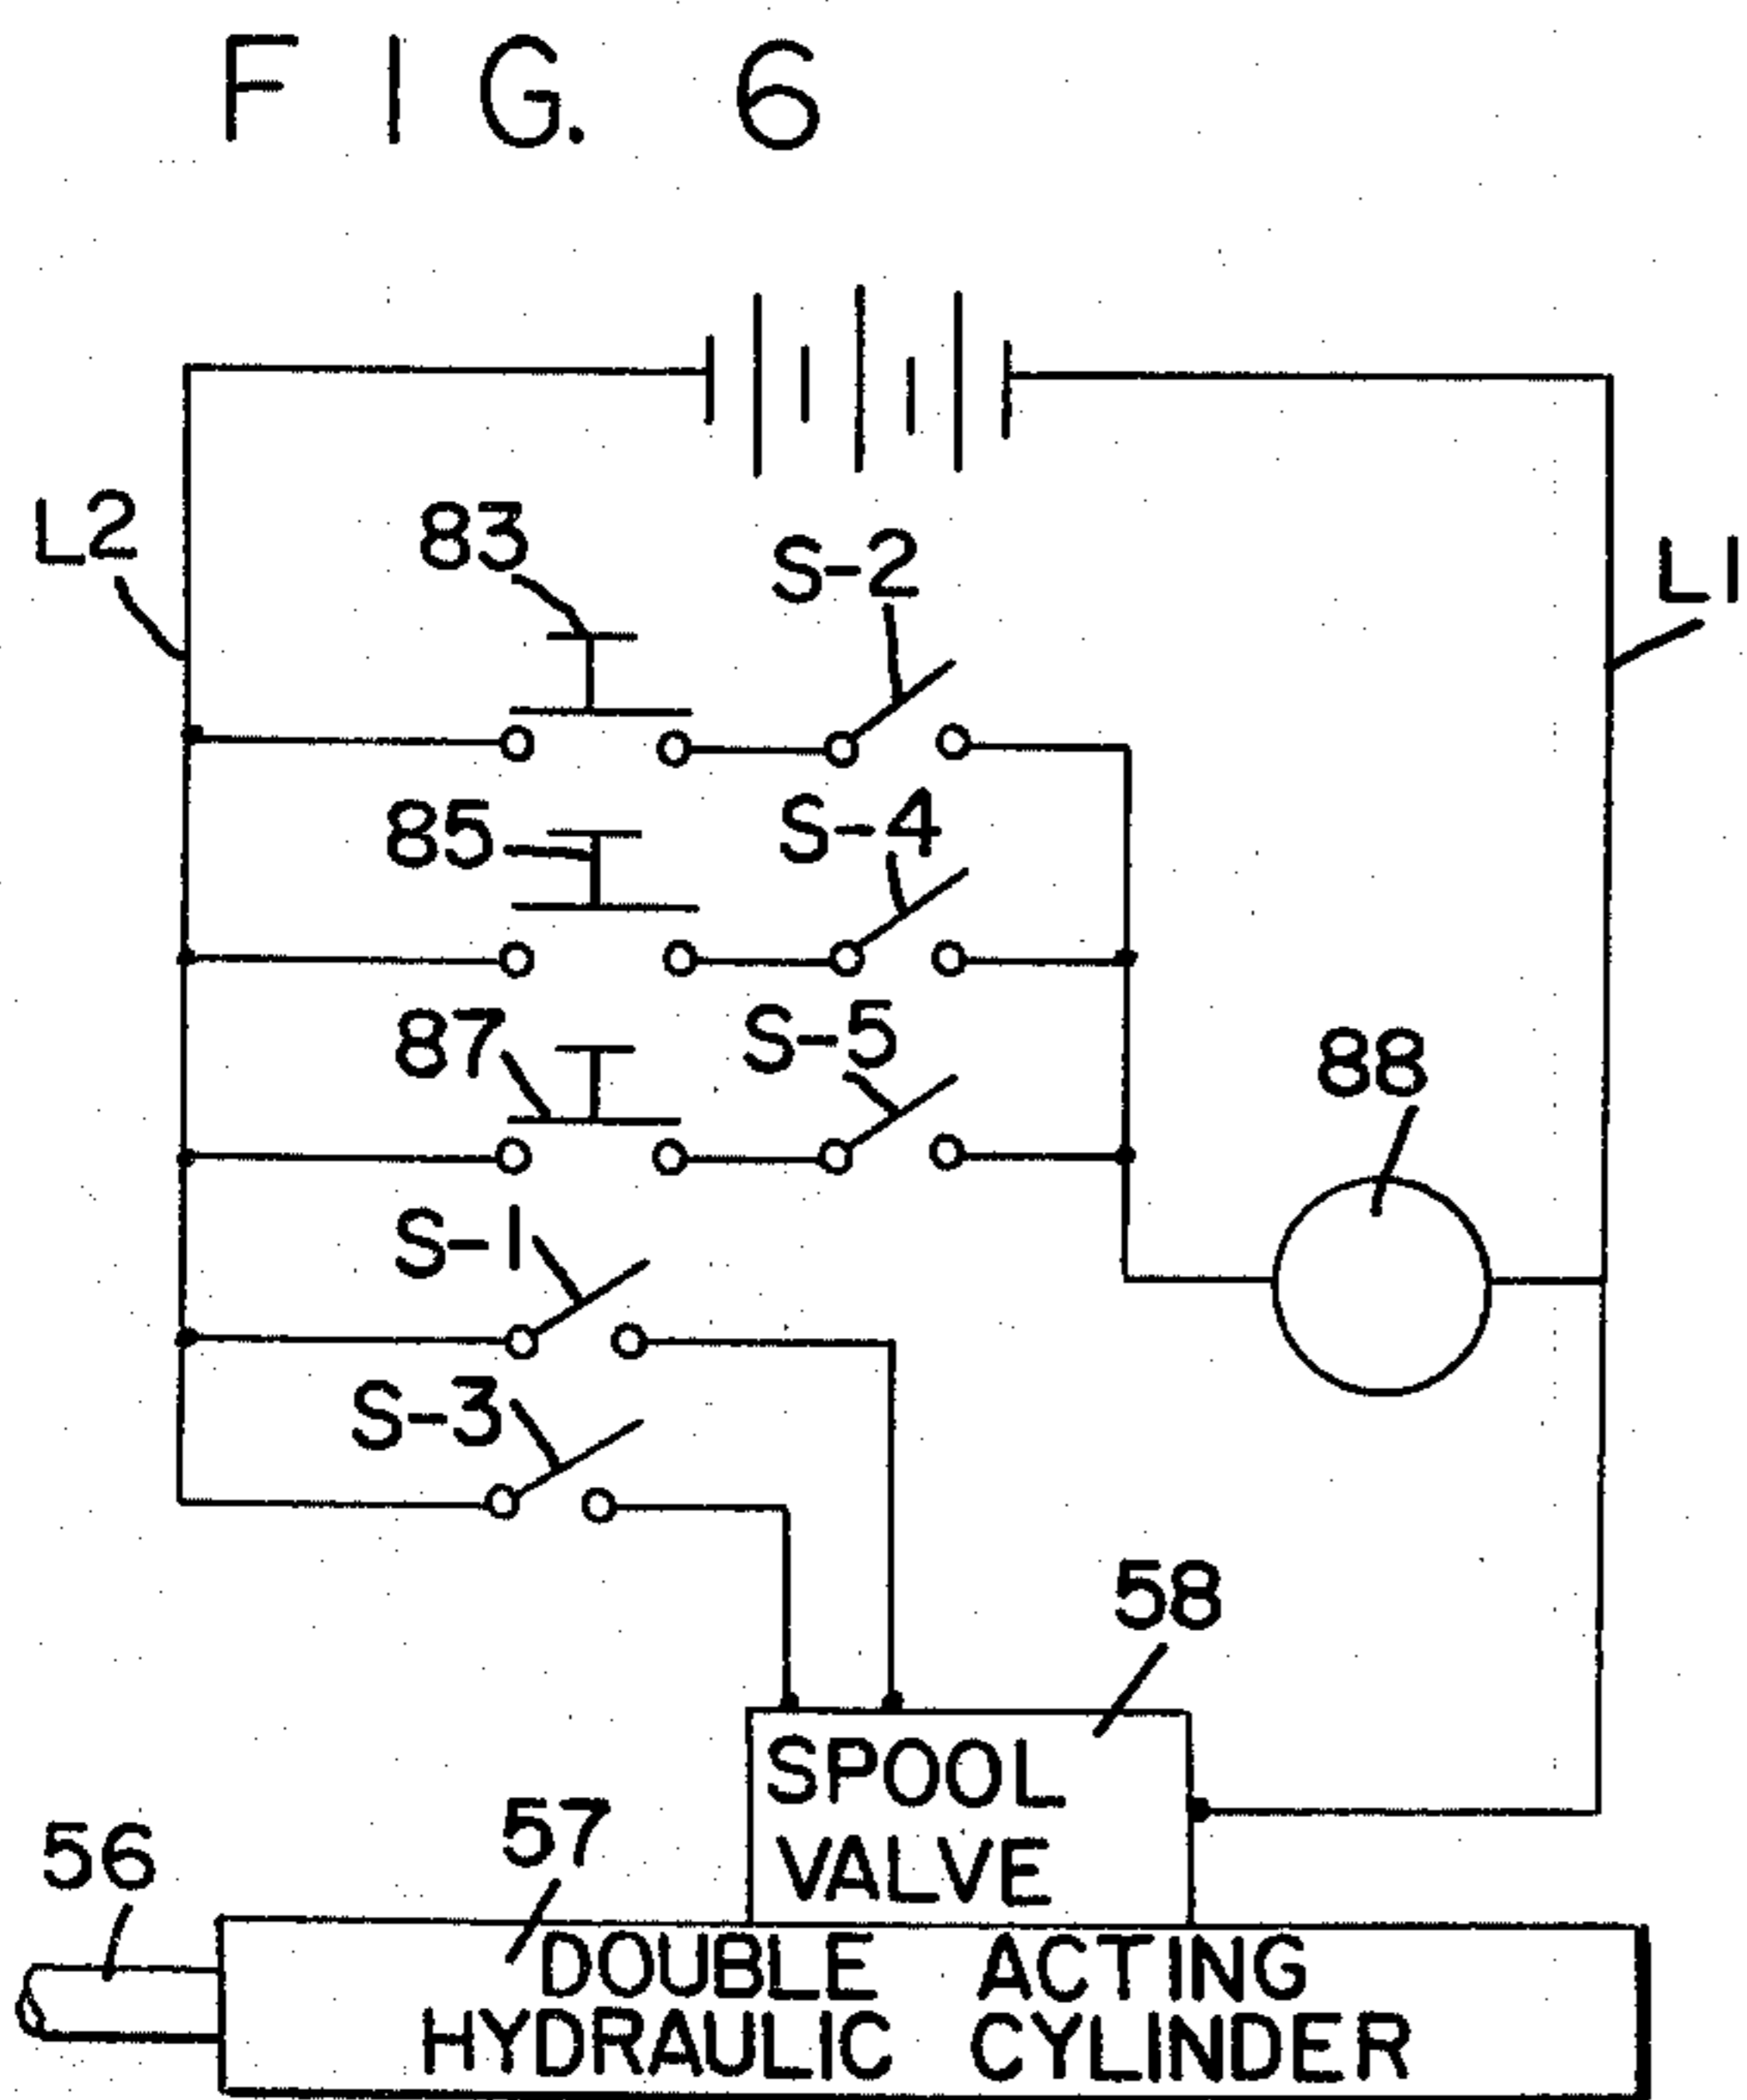 FIG. 6
L2
83
S-2
L1
85
S-4
87
S-5
88
S-1
S-3
58
SPOOL
VALVE
57
56
DOUBLE ACTING
HYDRAULIC CYLINDER